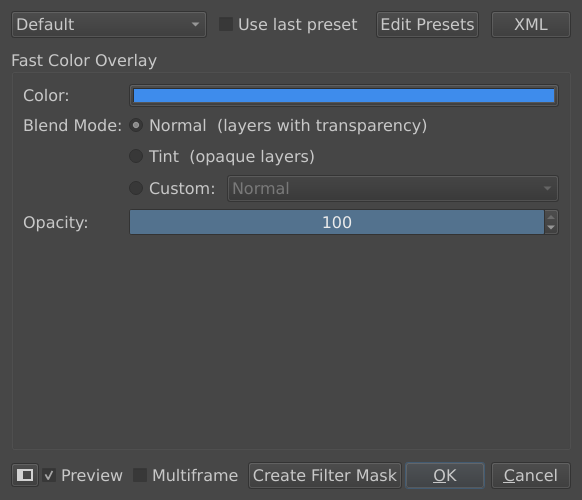 Default Use last preset Edit Presets XML
Fast Color Overlay
Color:
Blend Mode: Normal (layers with transparency)
Tint (opaque layers)
Custom: Normal
Opacity: 100
Preview Multiframe Create Filter Mask OK Cancel